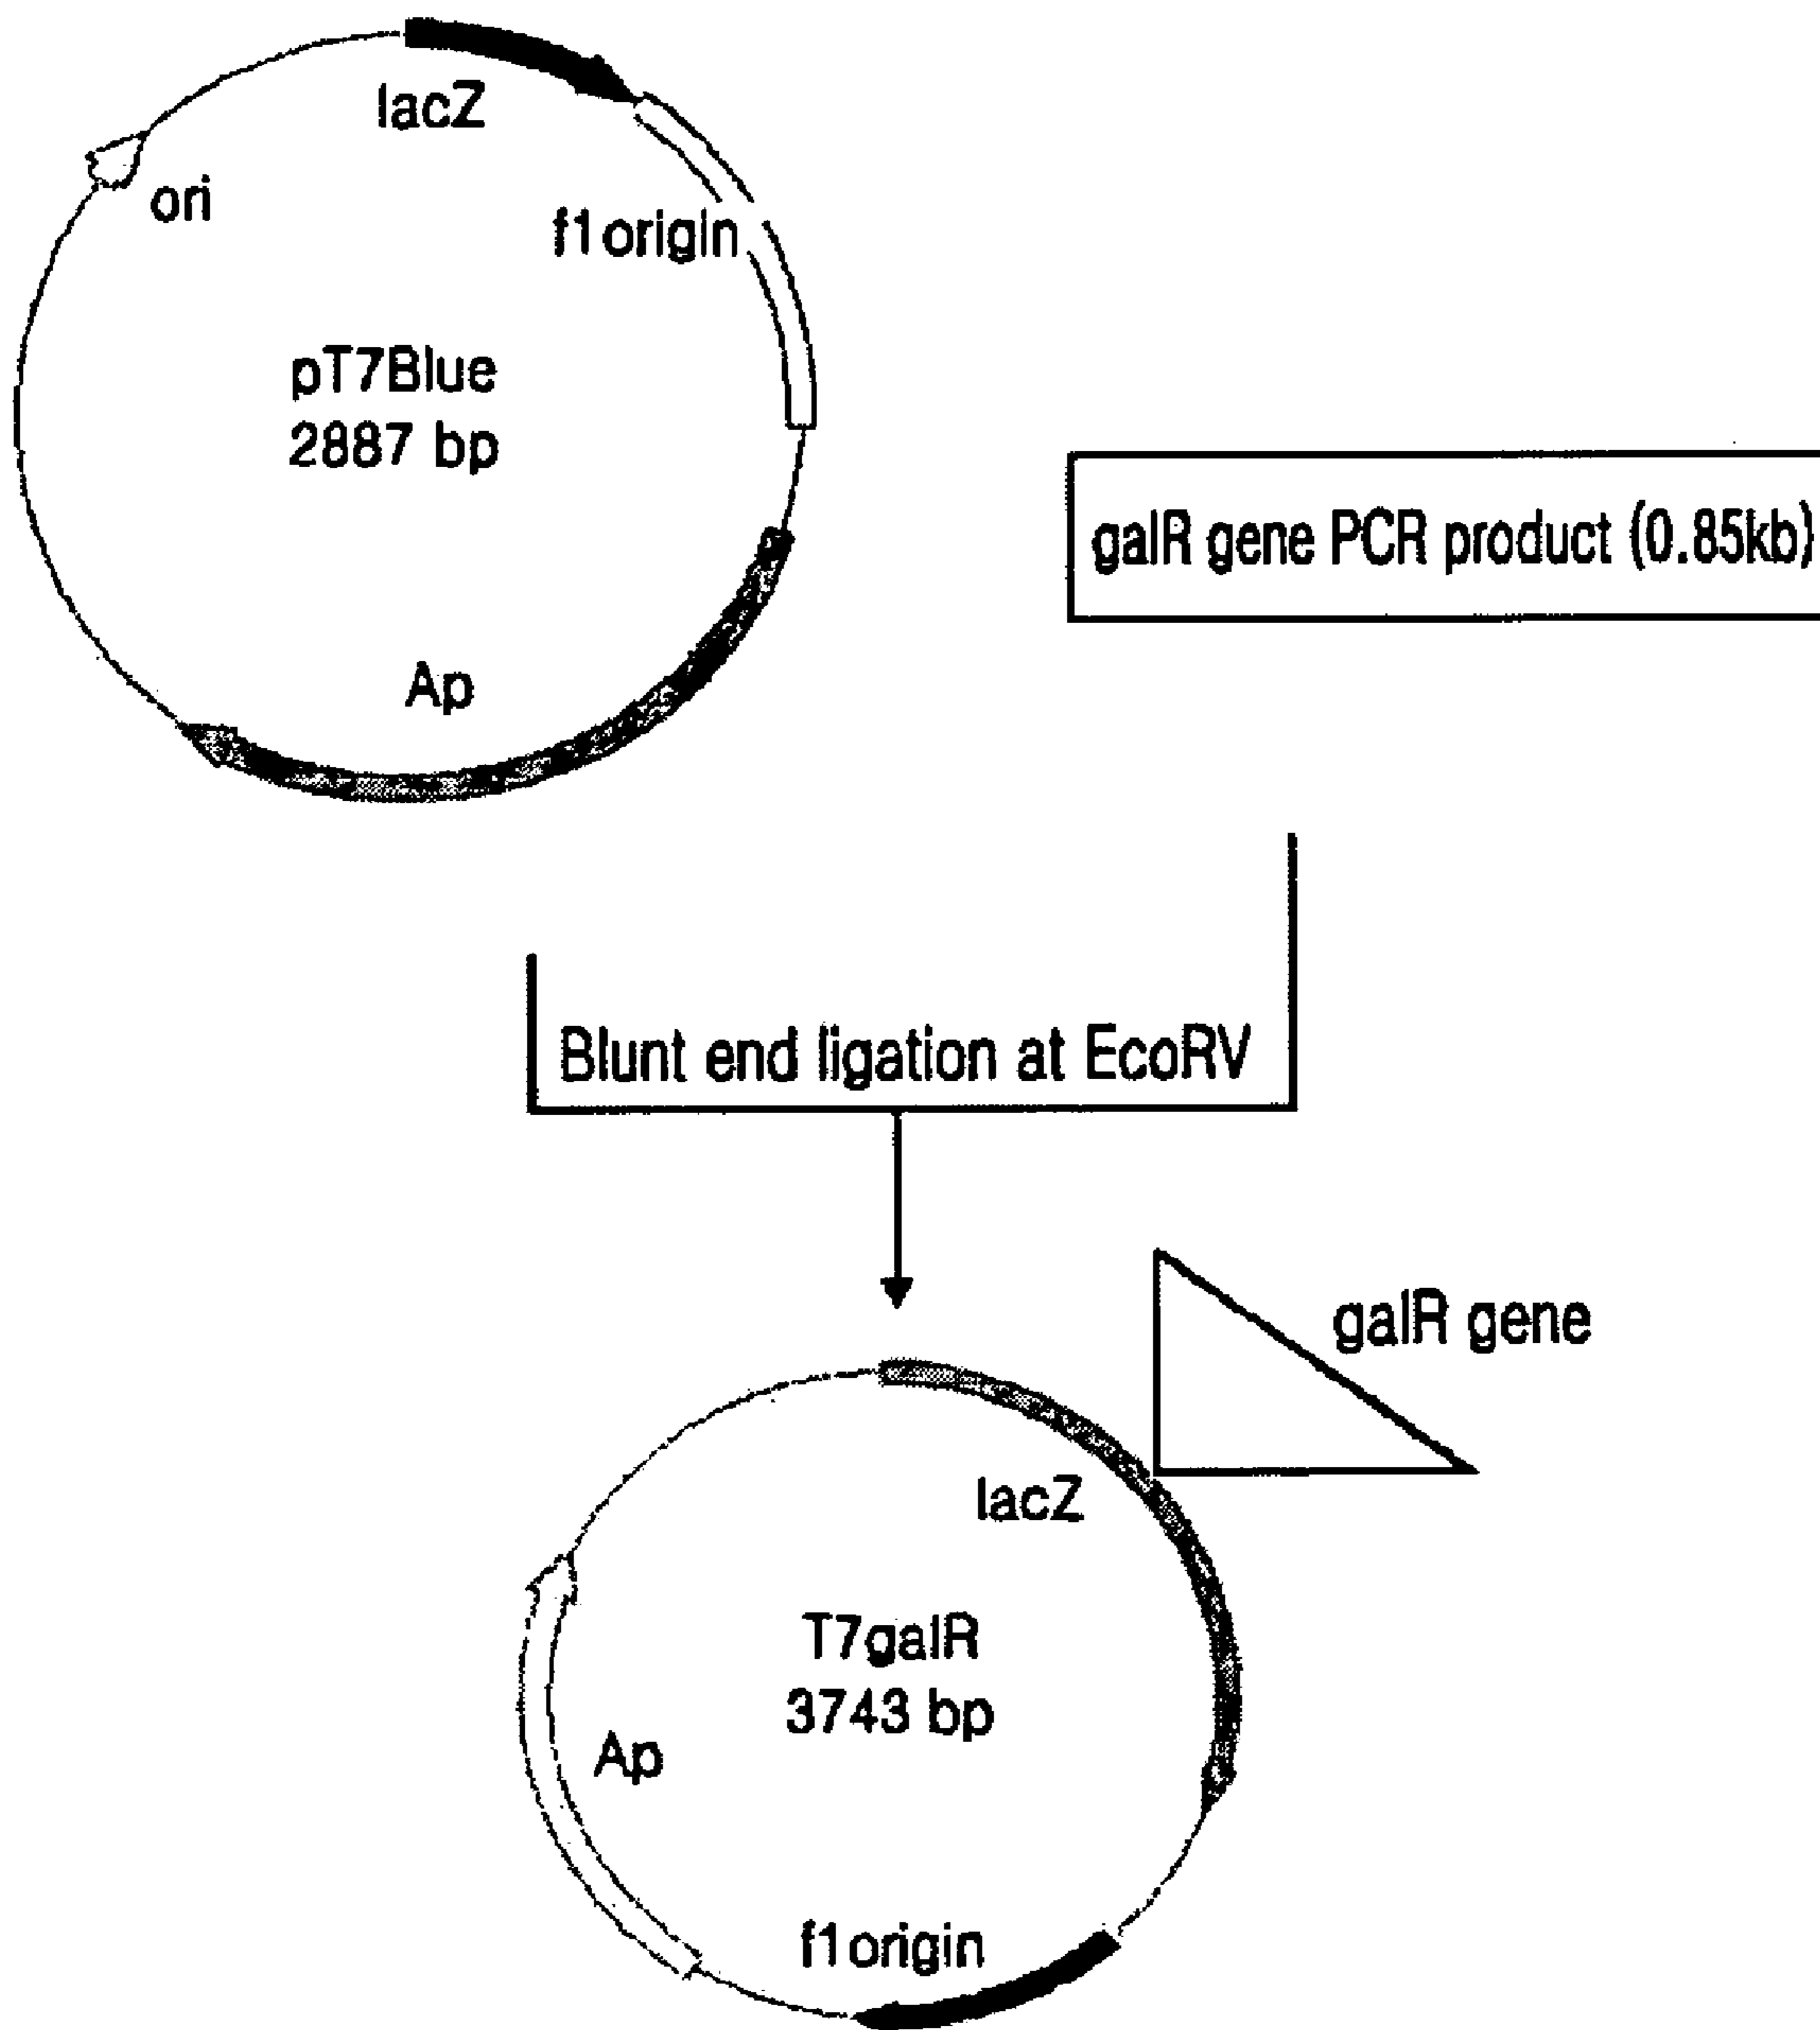 lacZ
ori
f1origin
pT7Blue
2887 bp
galR gene PCR product (0.85kb)
Ap
Blunt end ligation at EcoRV
galR gene
lacZ
T7galR
3743 bp
Ap
f1origin